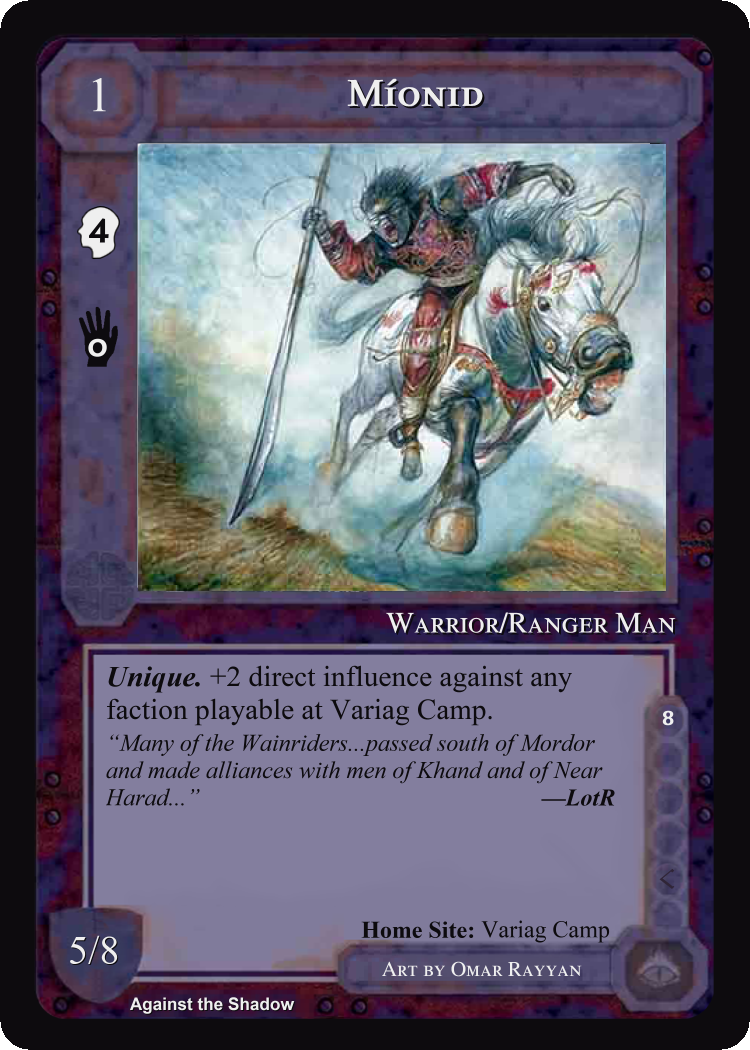 1
Míonid
4
0
Warrior/Ranger Man
Unique. +2 direct influence against any
faction playable at Variag Camp.
“Many of the Wainriders...passed south of Mordor
and made alliances with men of Khand and of Near
Harad...” —LotR
8
Home Site: Variag Camp
5/8
Art by Omar Rayyan
Against the Shadow